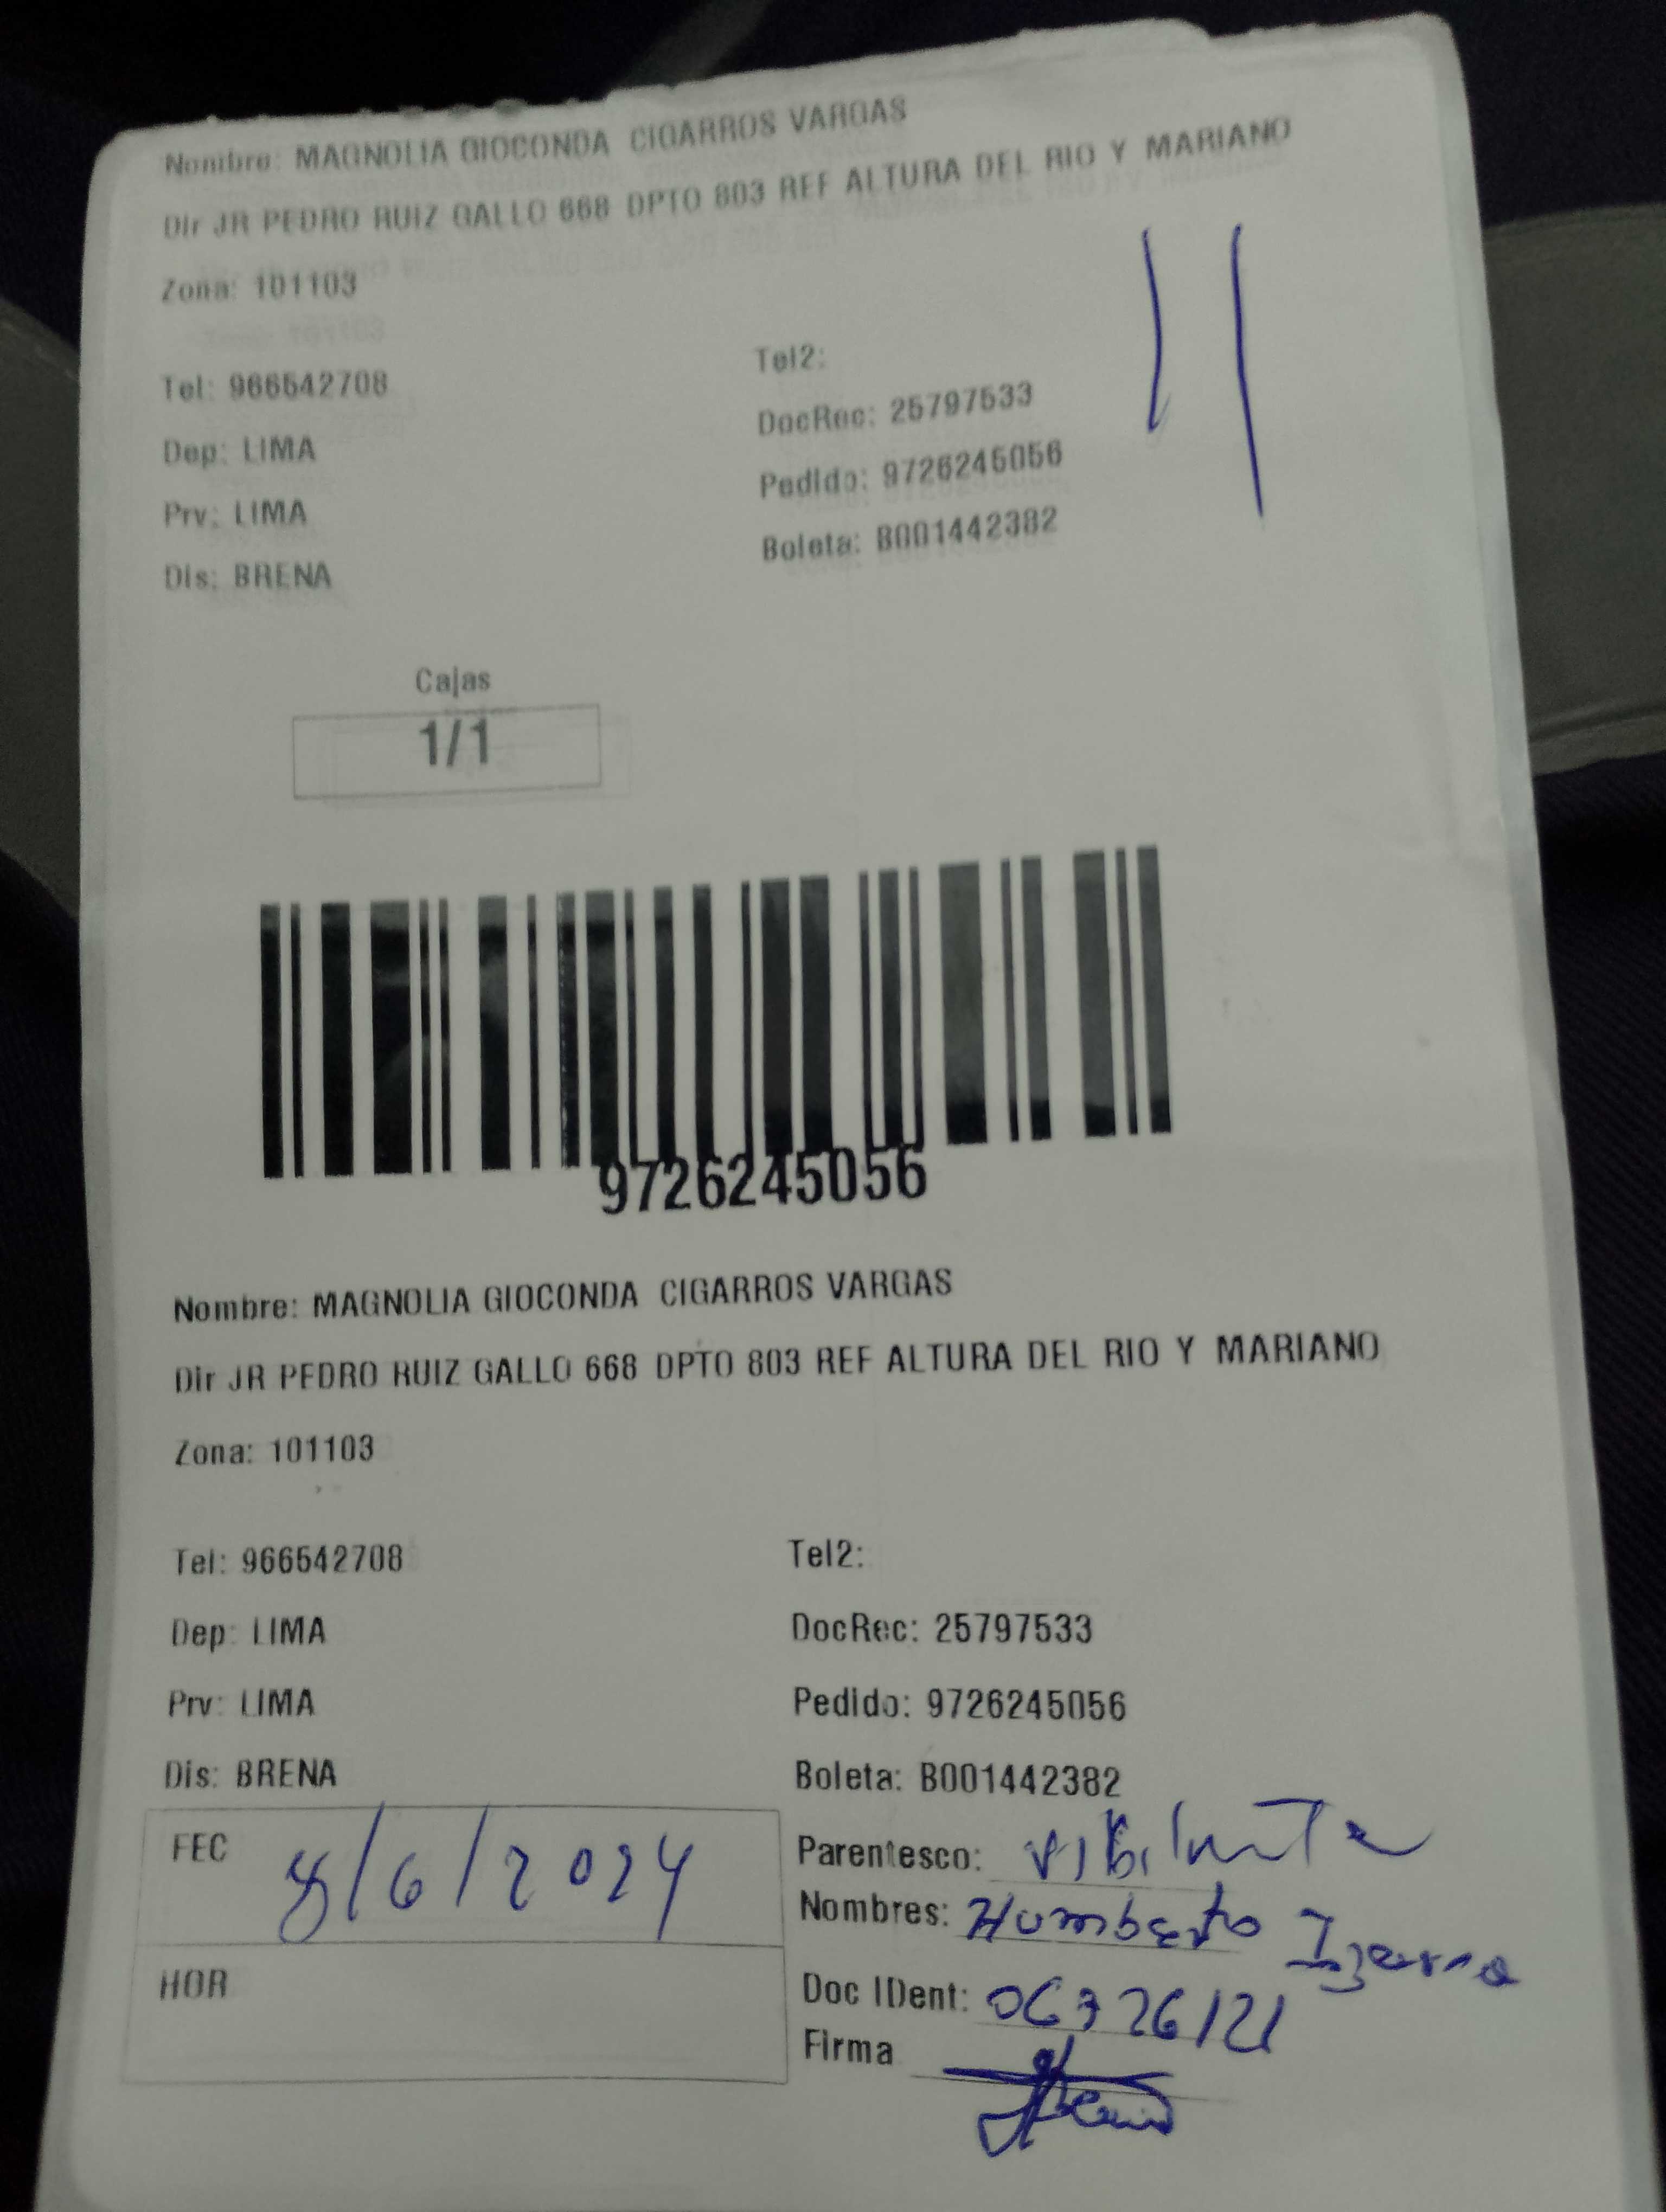 Nombre: MAGNOLIA GIOCONDA CIGARROS VARGAS
Dir JR PEDRO RUIZ GALLO 668 DPTO 803 REF ALTURA DEL RIO Y MARIANO
Zona: 101103
Tel: 966542708
Tel2:
Dep: LIMA
DocRec: 25797533
Prv: LIMA
Pedido: 9726245056
Dis: BRENA
Boleta: B001442382
11
Cajas
1/1
9726245056
Nombre: MAGNOLIA GIOCONDA CIGARROS VARGAS
Dir JR PEDRO RUIZ GALLO 668 DPTO 803 REF ALTURA DEL RIO Y MARIANO
Zona: 101103
Tel: 966542708
Tel2:
Dep: LIMA
DocRec: 25797533
Prv: LIMA
Pedido: 9726245056
Dis: BRENA
Boleta: B001442382
FEC 8/6/2024
Parentesco: Vigilante
Nombres: Humberto
HOR
Doc IDent: 06326121
Firma